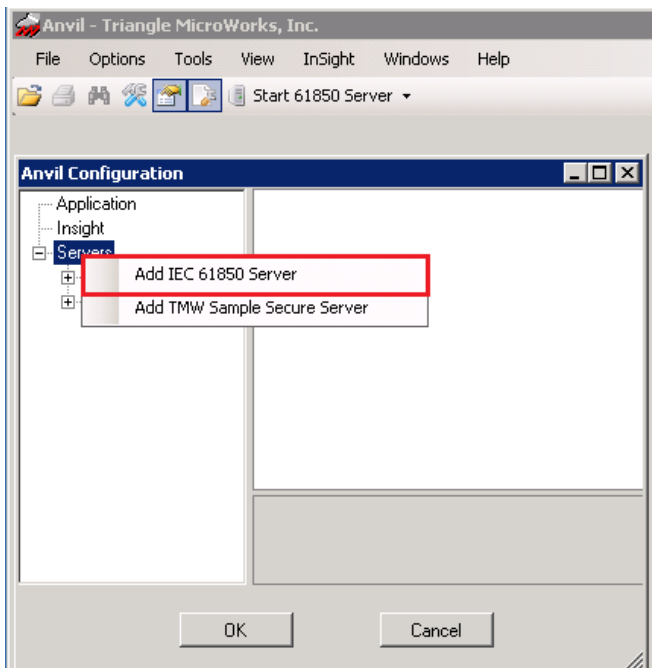 Anvil - Triangle MicroWorks, Inc.
File Options Tools View InSight Windows Help
Start 61850 Server
Anvil Configuration
Application
Insight
Servers
Add IEC 61850 Server
Add TMW Sample Secure Server
OK Cancel